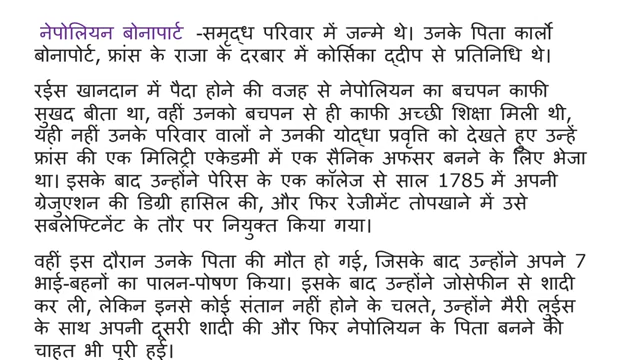 नेपोलियन बोनापार्ट -समृद्ध परिवार में जन्मे थे। उनके पिता कार्लो
बोनापोर्ट, फ्रांस के राजा के दरबार में कोर्सिका द्दीप से प्रतिनिधि थे।
रईस खानदान में पैदा होने की वजह से नेपोलियन का बचपन काफी
सुखद बीता था, वहीं उनको बचपन से ही काफी अच्छी शिक्षा मिली थी,
यही नहीं उनके परिवार वालों ने उनकी योद्धा प्रवृत्ति को देखते हुए उन्हें
फ्रांस की एक मिलिट्री एकेडमी में एक सैनिक अफसर बनने के लिए भेजा
था। इसके बाद उन्होंने पेरिस के एक कॉलेज से साल 1785 में अपनी
ग्रेजुएशन की डिग्री हासिल की, और फिर रेजीमेंट तोपखाने में उसे
सबलेफ्टिनेंट के तौर पर नियुक्त किया गया।
वहीं इस दौरान उनके पिता की मौत हो गई, जिसके बाद उन्होंने अपने 7
भाई-बहनों का पालन-पोषण किया। इसके बाद उन्होंने जोसेफीन से शादी
कर ली, लेकिन इनसे कोई संतान नहीं होने के चलते, उन्होंने मैरी लुईस
के साथ अपनी दूसरी शादी की और फिर नेपोलियन के पिता बनने की
चाहत भी पूरी हुई।